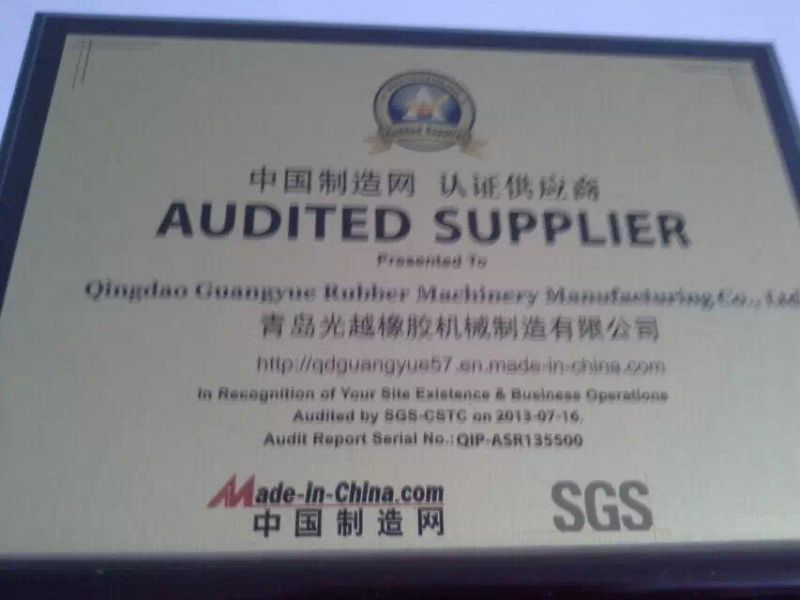 Audited Supplier
中国制造网 认证供应商
AUDITED SUPPLIER
Presented To
Qingdao Guangyue Rubber Machinery Manufacturing Co., Ltd
青岛光越橡胶机械制造有限公司
http://qdguangyue57.en.made-in-china.com
In Recognition of Your Site Existence & Business Operations
Audited by SGS-CSTC on 2013-07-16.
Audit Report Serial No.: QIP-ASR135500
Made-in-China.com
中国制造网
SGS